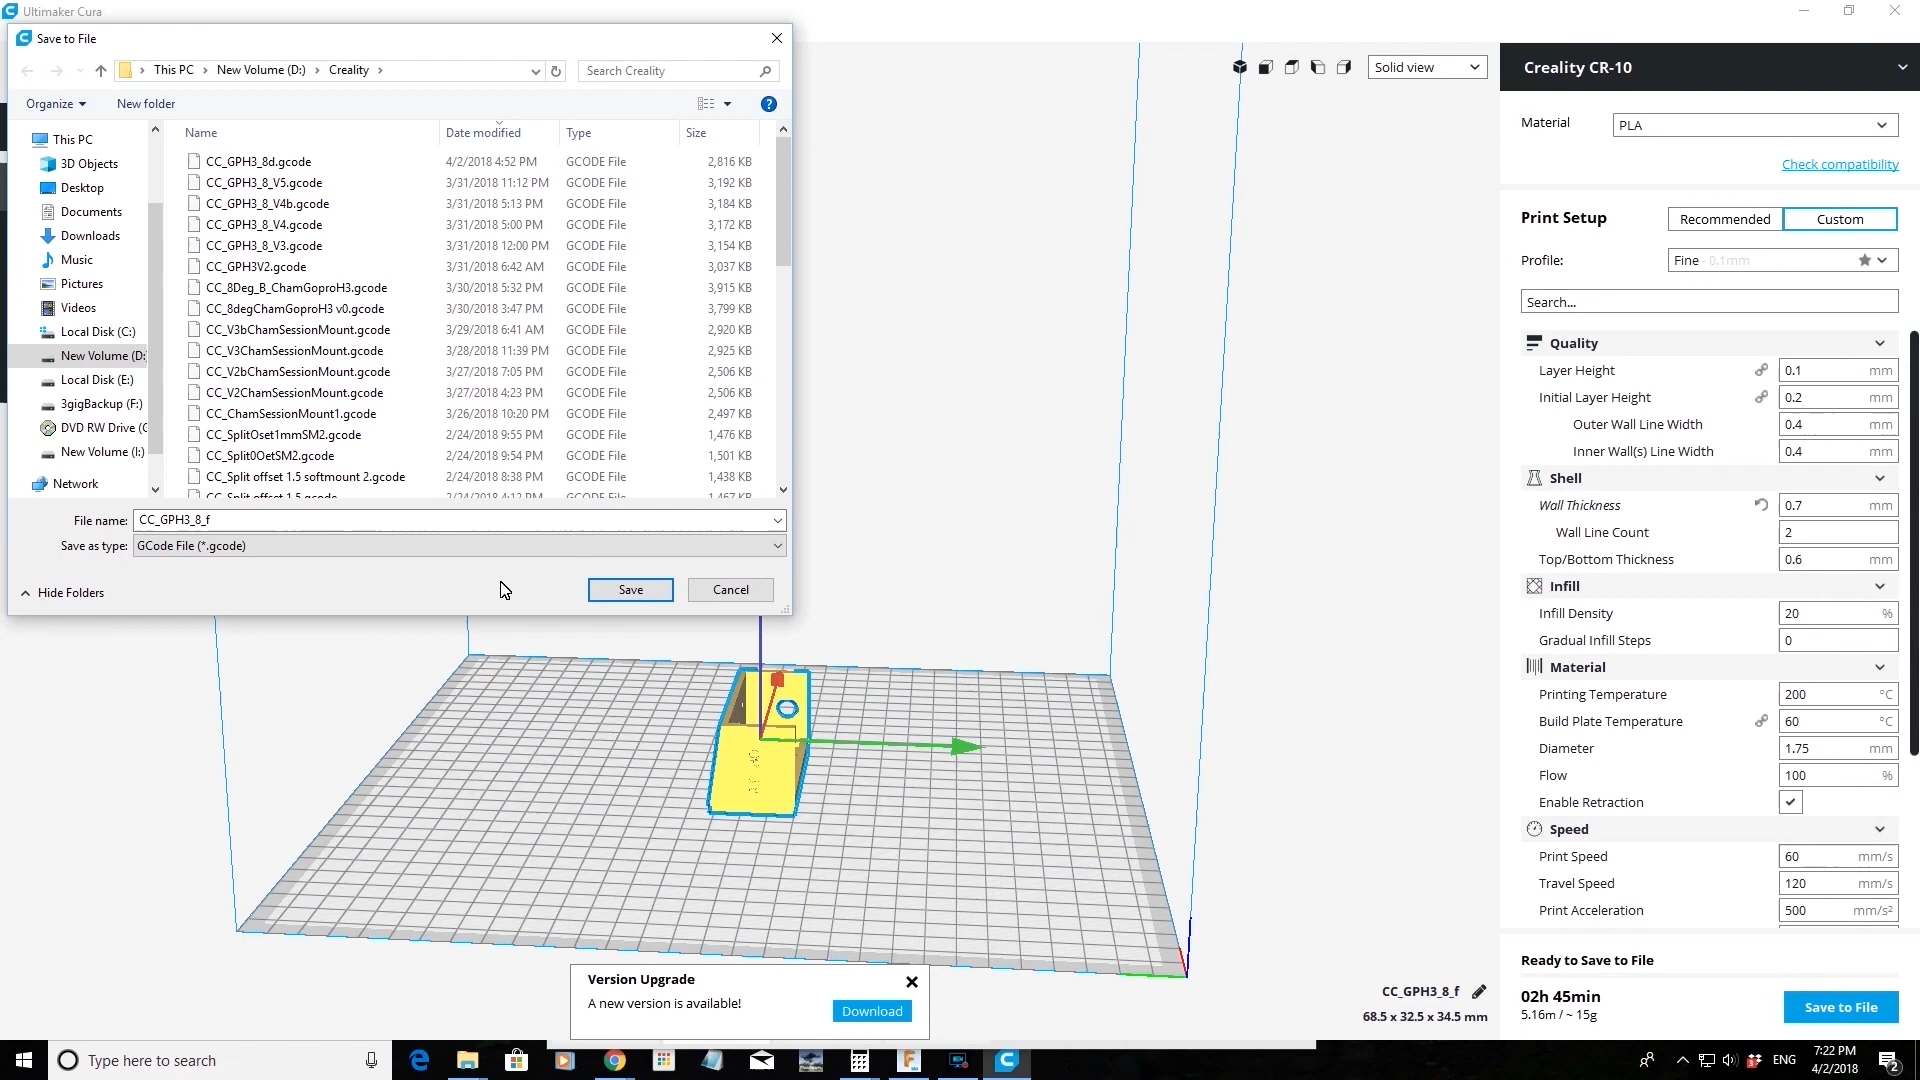 Ultimaker Cura
Save to File
This PC > New Volume (D:) > Creality >
Search Creality
Organize
New folder
This PC
3D Objects
Desktop
Documents
Downloads
Music
Pictures
Videos
Local Disk (C:)
New Volume (D:
Local Disk (E:)
3gigBackup (F:)
DVD RW Drive (
New Volume (I:)
Network
Name Date modified Type Size
CC_GPH3_8d.gcode 4/2/2018 4:52 PM GCODE File 2,816 KB
CC_GPH3_8_V5.gcode 3/31/2018 11:12 PM GCODE File 3,192 KB
CC_GPH3_8_V4b.gcode 3/31/2018 5:13 PM GCODE File 3,184 KB
CC_GPH3_8_V4.gcode 3/31/2018 5:00 PM GCODE File 3,172 KB
CC_GPH3_8_V3.gcode 3/31/2018 12:00 PM GCODE File 3,154 KB
CC_GPH3V2.gcode 3/31/2018 6:42 AM GCODE File 3,037 KB
CC_8Deg_B_ChamGoproH3.gcode 3/30/2018 5:32 PM GCODE File 3,915 KB
CC_8degChamGoproH3 v0.gcode 3/30/2018 3:47 PM GCODE File 3,799 KB
CC_V3bChamSessionMount.gcode 3/29/2018 6:41 AM GCODE File 2,920 KB
CC_V3ChamSessionMount.gcode 3/28/2018 11:39 PM GCODE File 2,925 KB
CC_V2bChamSessionMount.gcode 3/27/2018 7:05 PM GCODE File 2,506 KB
CC_V2ChamSessionMount.gcode 3/27/2018 4:23 PM GCODE File 2,506 KB
CC_ChamSessionMount1.gcode 3/26/2018 10:20 PM GCODE File 2,497 KB
CC_SplitOset1mmSM2.gcode 2/24/2018 9:55 PM GCODE File 1,476 KB
CC_Split0OetSM2.gcode 2/24/2018 9:54 PM GCODE File 1,501 KB
CC_Split offset 1.5 softmount 2.gcode 2/24/2018 8:38 PM GCODE File 1,438 KB
CC_Split offset 1.5.gcode 2/24/2018 4:12 PM GCODE File 1,467 KB
File name: CC_GPH3_8_f
Save as type: GCode File (*.gcode)
Hide Folders
Save
Cancel
Solid view
Creality CR-10
Material PLA
Check compatibility
Print Setup Recommended Custom
Profile: Fine - 0.1mm
Search...
Quality
Layer Height 0.1 mm
Initial Layer Height 0.2 mm
Outer Wall Line Width 0.4 mm
Inner Wall(s) Line Width 0.4 mm
Shell
Wall Thickness 0.7 mm
Wall Line Count 2
Top/Bottom Thickness 0.6 mm
Infill
Infill Density 20 %
Gradual Infill Steps 0
Material
Printing Temperature 200 °C
Build Plate Temperature 60 °C
Diameter 1.75 mm
Flow 100 %
Enable Retraction
Speed
Print Speed 60 mm/s
Travel Speed 120 mm/s
Print Acceleration 500 mm/s²
Ready to Save to File
02h 45min
5.16m / ~ 15g
Save to File
CC_GPH3_8_f
68.5 x 32.5 x 34.5 mm
Version Upgrade
A new version is available!
Download
Type here to search
ENG
7:22 PM
4/2/2018
2